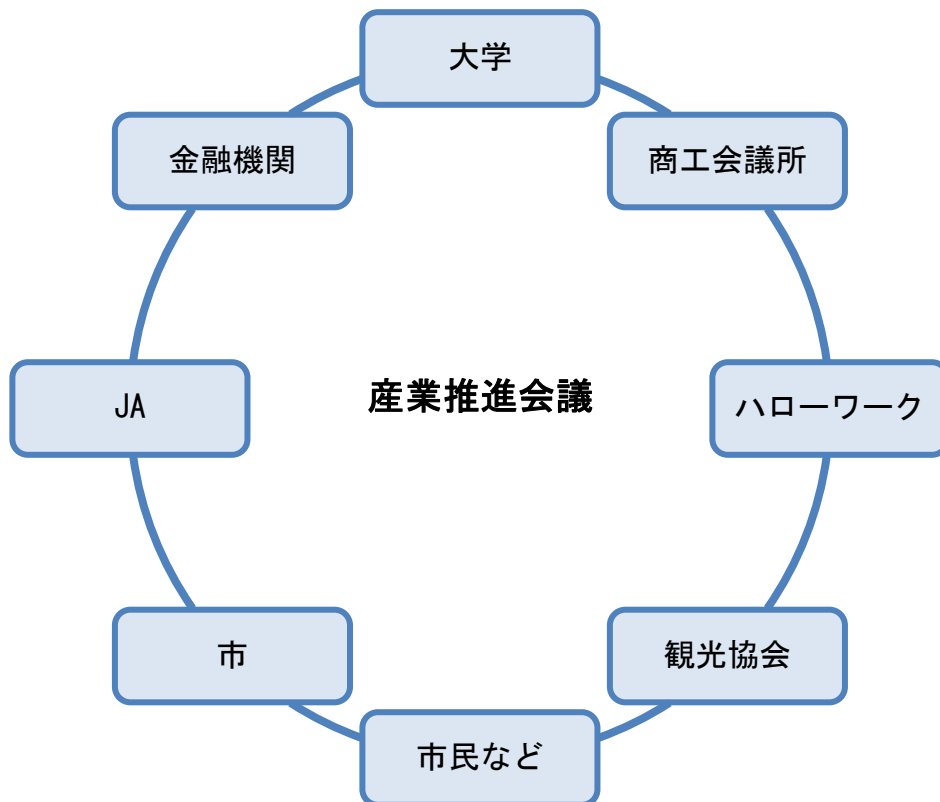 大学
金融機関
商工会議所
JA
産業推進会議
ハローワーク
市
観光協会
市民など